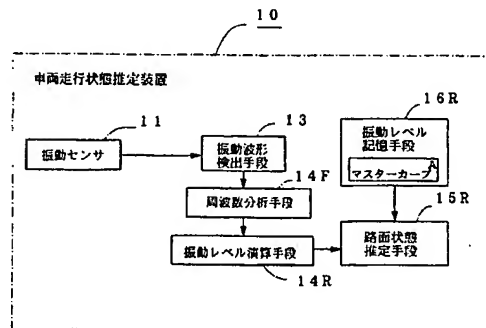 10
車両走行状態推定装置
11
振動センサ
13
振動波形
検出手段
14F
周波数分析手段
振動レベル演算手段
14R
16R
振動レベル
記憶手段
マスターカーブ
15R
路面状態
推定手段